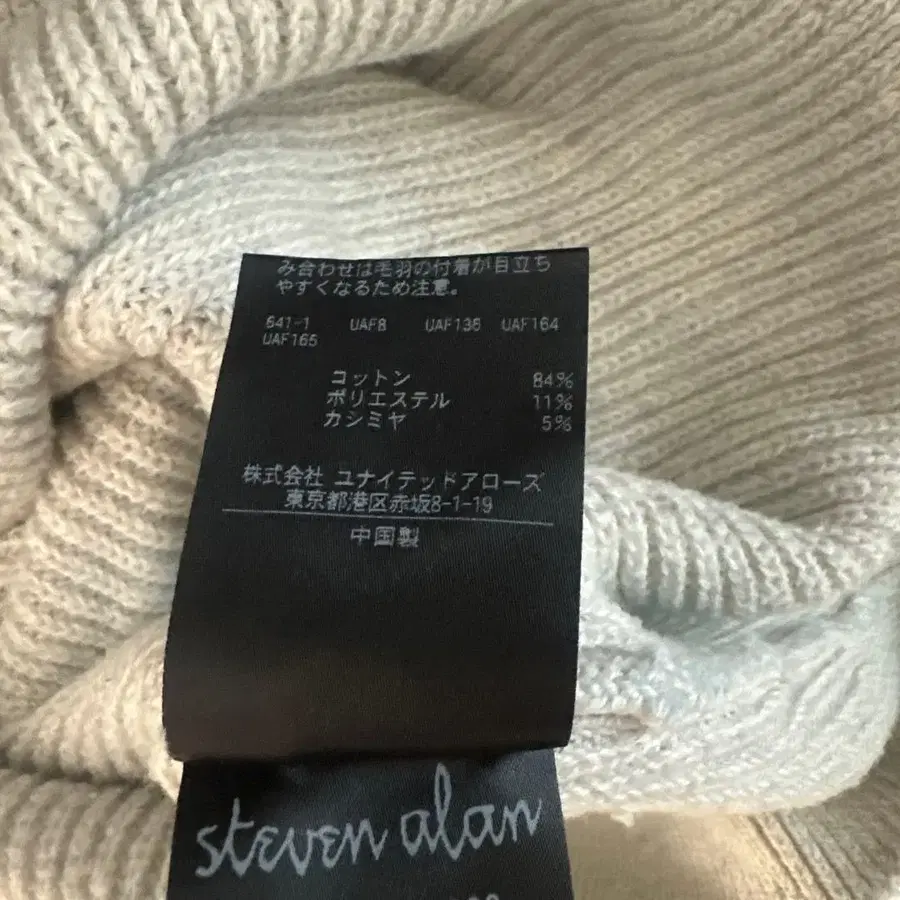 み合わせは毛羽の付着が目立ち
やすくなるため注意。
641-1 UAF8 UAF136 UAF164
UAF165
コットン 84%
ポリエステル 11%
カシミヤ 5%
株式会社 ユナイテッドアローズ
東京都港区赤坂8-1-19
中国製
steven alan